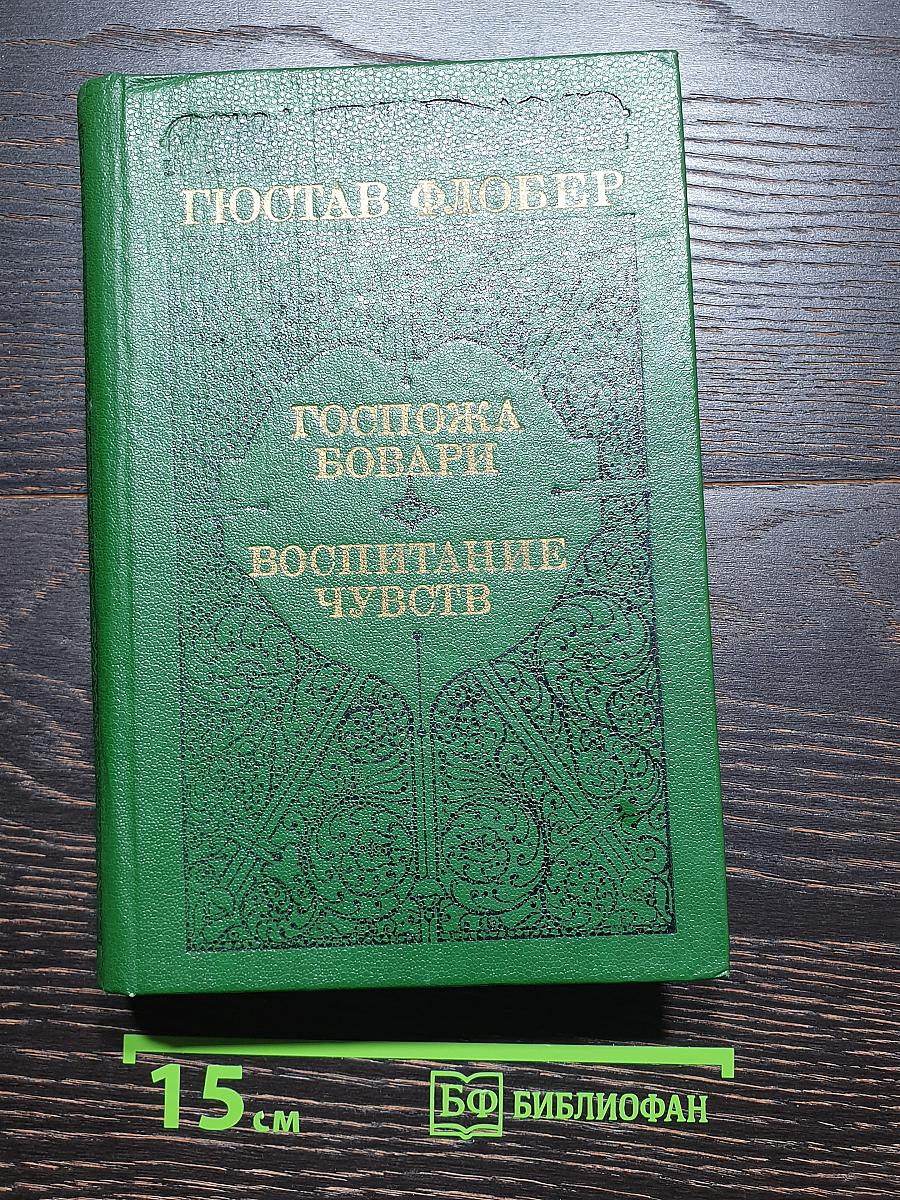 ГЮСТАВ ФЛОБЕР
ГОСПОЖА
БОВАРИ
ВОСПИТАНИЕ
ЧУВСТВ
15 см
БФ БИБЛИОФАН